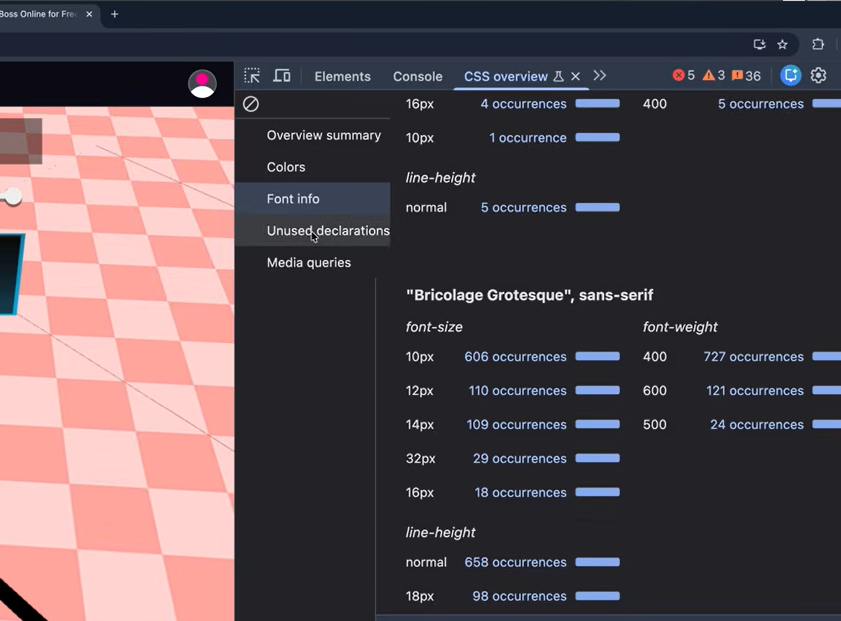 Boss Online for Fre
Elements Console CSS overview 5 3 36
Overview summary
Colors
Font info
Unused declarations
Media queries
16px 4 occurrences 400 5 occurrences
10px 1 occurrence
line-height
normal 5 occurrences
"Bricolage Grotesque", sans-serif
font-size font-weight
10px 606 occurrences 400 727 occurrences
12px 110 occurrences 600 121 occurrences
14px 109 occurrences 500 24 occurrences
32px 29 occurrences
16px 18 occurrences
line-height
normal 658 occurrences
18px 98 occurrences